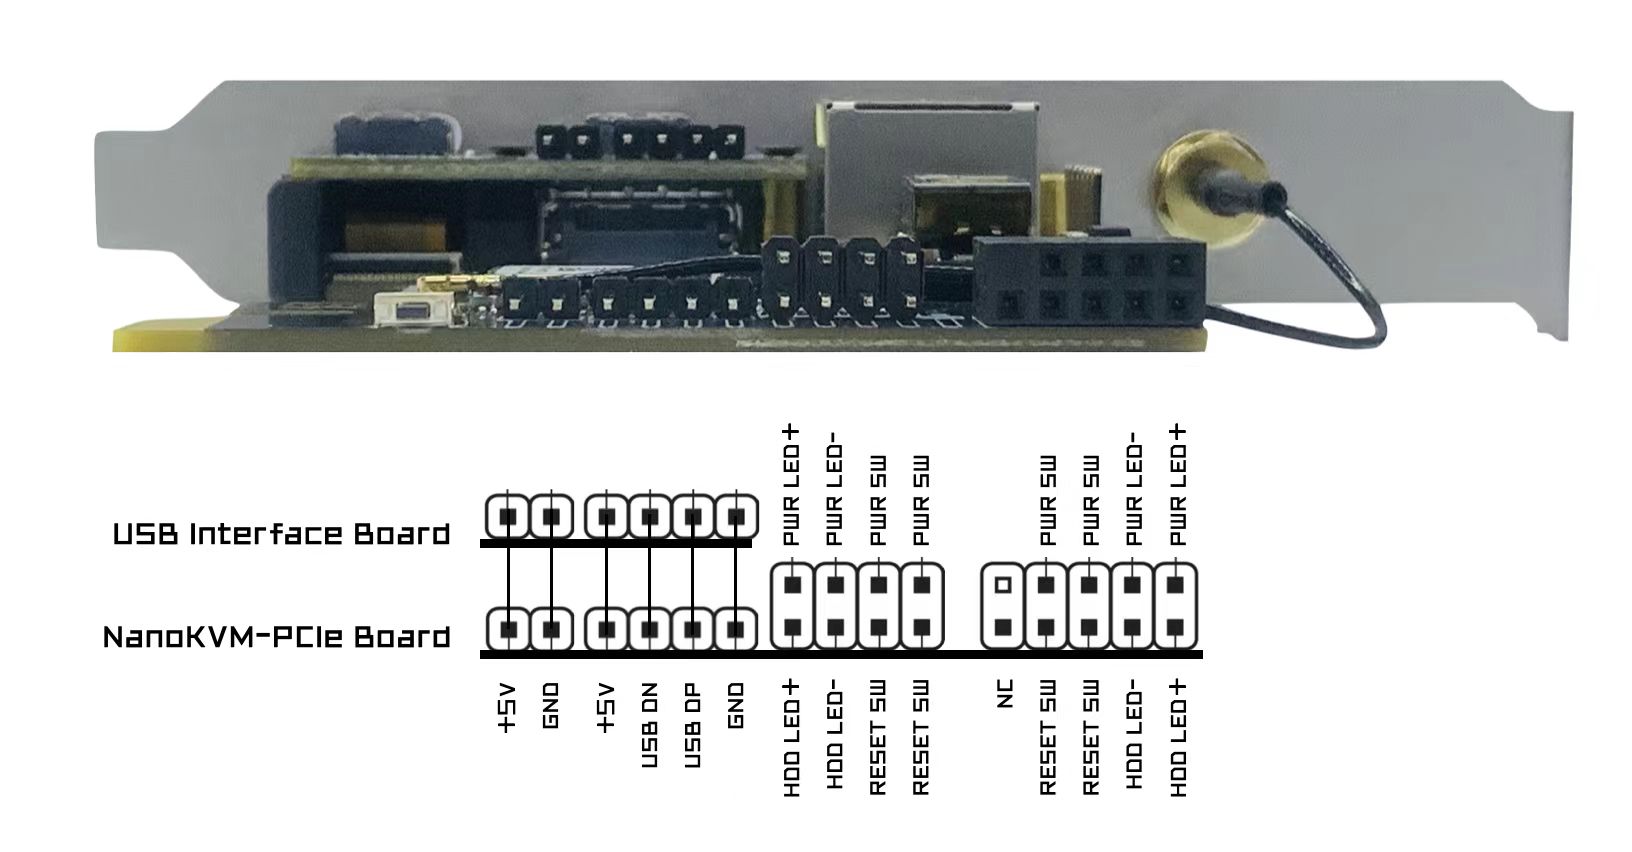 PWR LED+
PWR LED-
PWR SW
PWR SW
PWR SW
PWR SW
PWR LED-
PWR LED+
USB Interface Board
NanoKVM-PCIe Board
+5V
GND
+5V
USB DN
USB DP
GND
HDD LED+
HDD LED-
RESET SW
RESET SW
NC
RESET SW
RESET SW
HDD LED-
HDD LED+